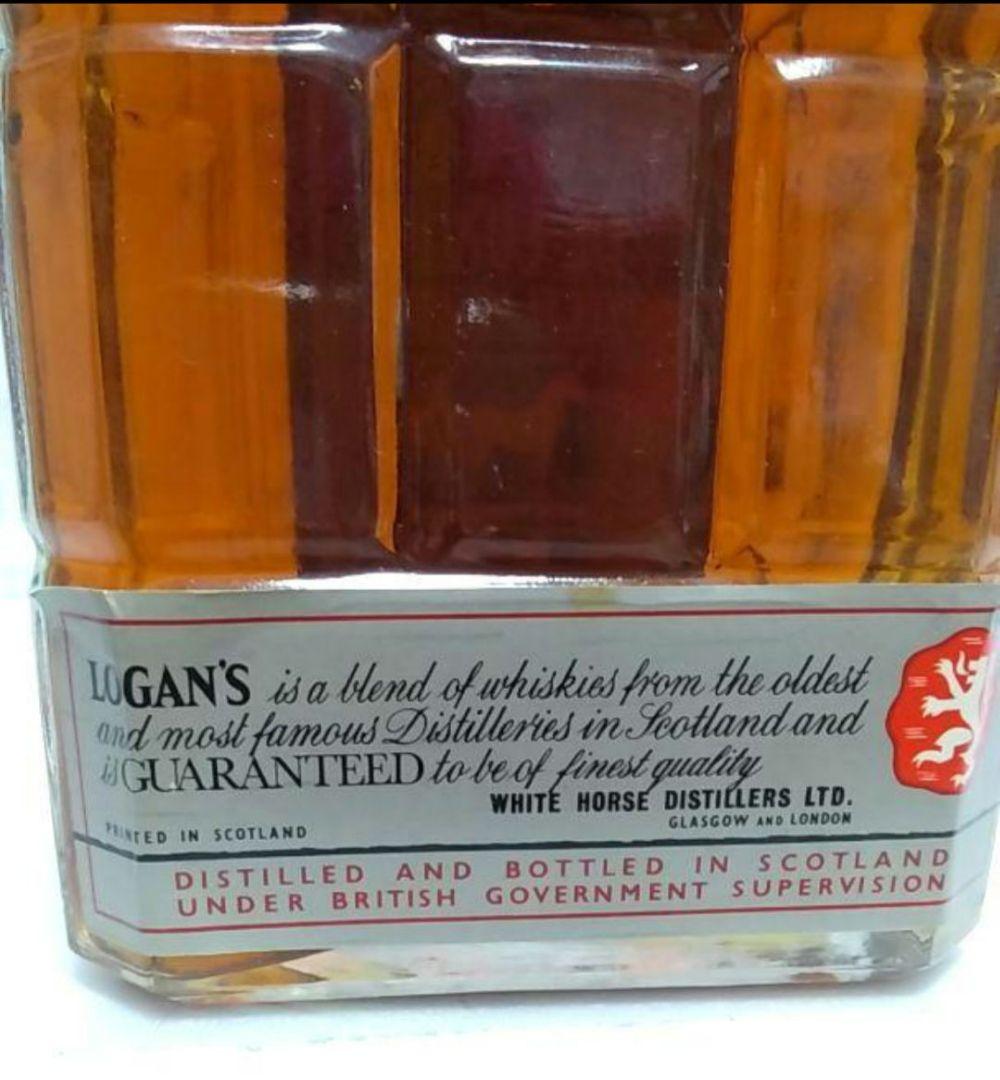 LOGAN'S is a blend of whiskies from the oldest
and most famous Distilleries in Scotland and
is GUARANTEED to be of finest quality
WHITE HORSE DISTILLERS LTD.
GLASGOW AND LONDON
PRINTED IN SCOTLAND
DISTILLED AND BOTTLED IN SCOTLAND
UNDER BRITISH GOVERNMENT SUPERVISION